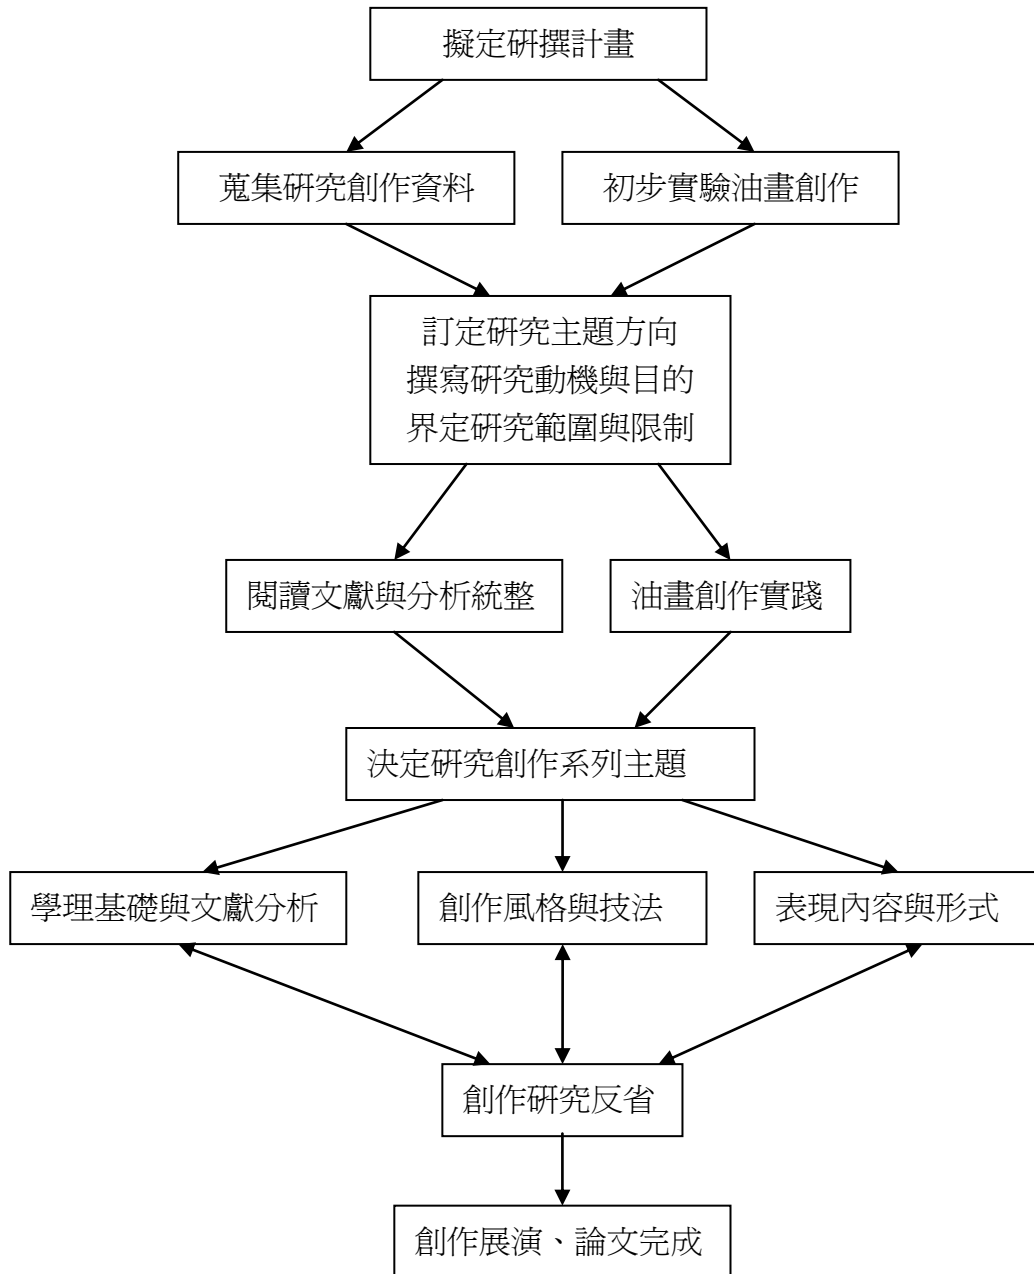 擬定研撰計畫
蒐集研究創作資料
初步實驗油畫創作
訂定研究主題方向
撰寫研究動機與目的
界定研究範圍與限制
閱讀文獻與分析統整
油畫創作實踐
決定研究創作系列主題
學理基礎與文獻分析
創作風格與技法
表現內容與形式
創作研究反省
創作展演、論文完成